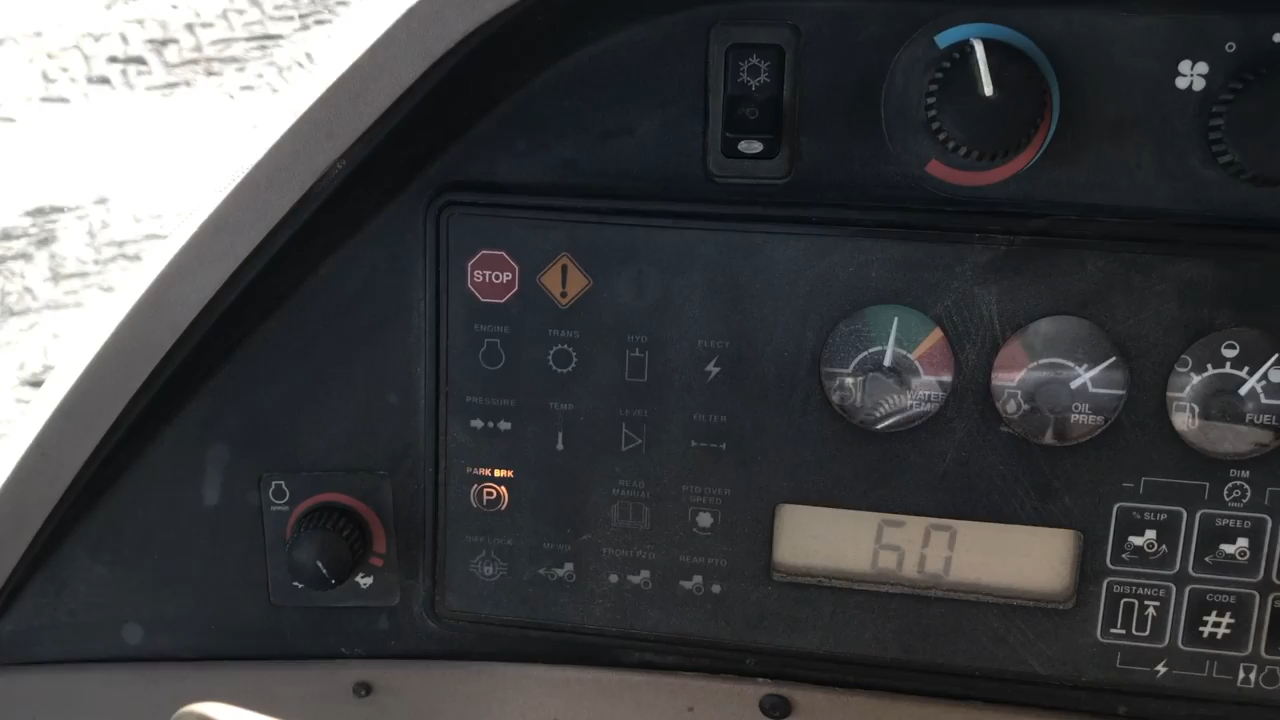 STOP
ENGINE
TRANS
HYD
ELECT
PRESSURE
TEMP
LEVEL
FILTER
PARK BRK
P
READ
MANUAL
PTO OVER
SPEED
DIFF LOCK
MFWD
FRONT PTO
REAR PTO
WATER
TEMP
OIL
PRES
FUEL
60
DIM
% SLIP
SPEED
DISTANCE
CODE
#